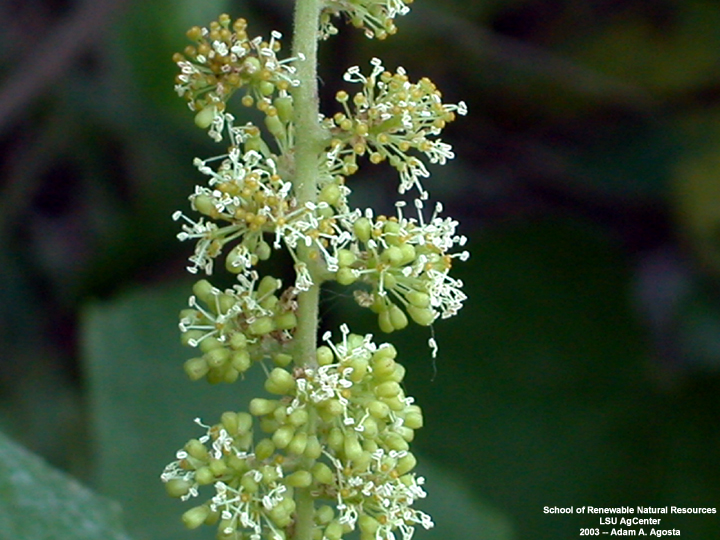 School of Renewable Natural Resources
LSU AgCenter
2003 -- Adam A. Agosta